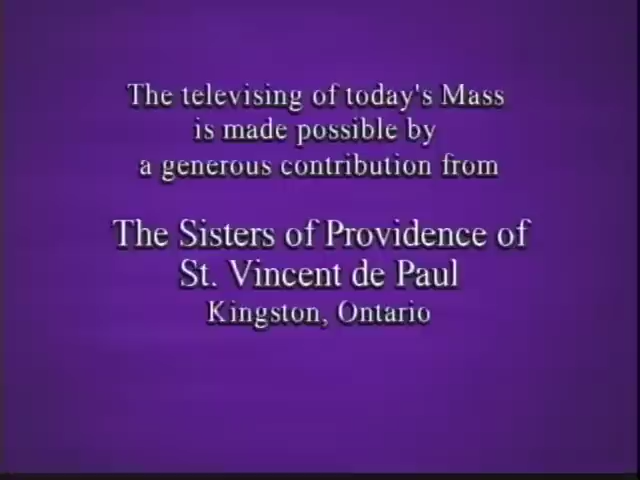 The televising of today's Mass
is made possible by
a generous contribution from
The Sisters of Providence of
St. Vincent de Paul
Kingston, Ontario